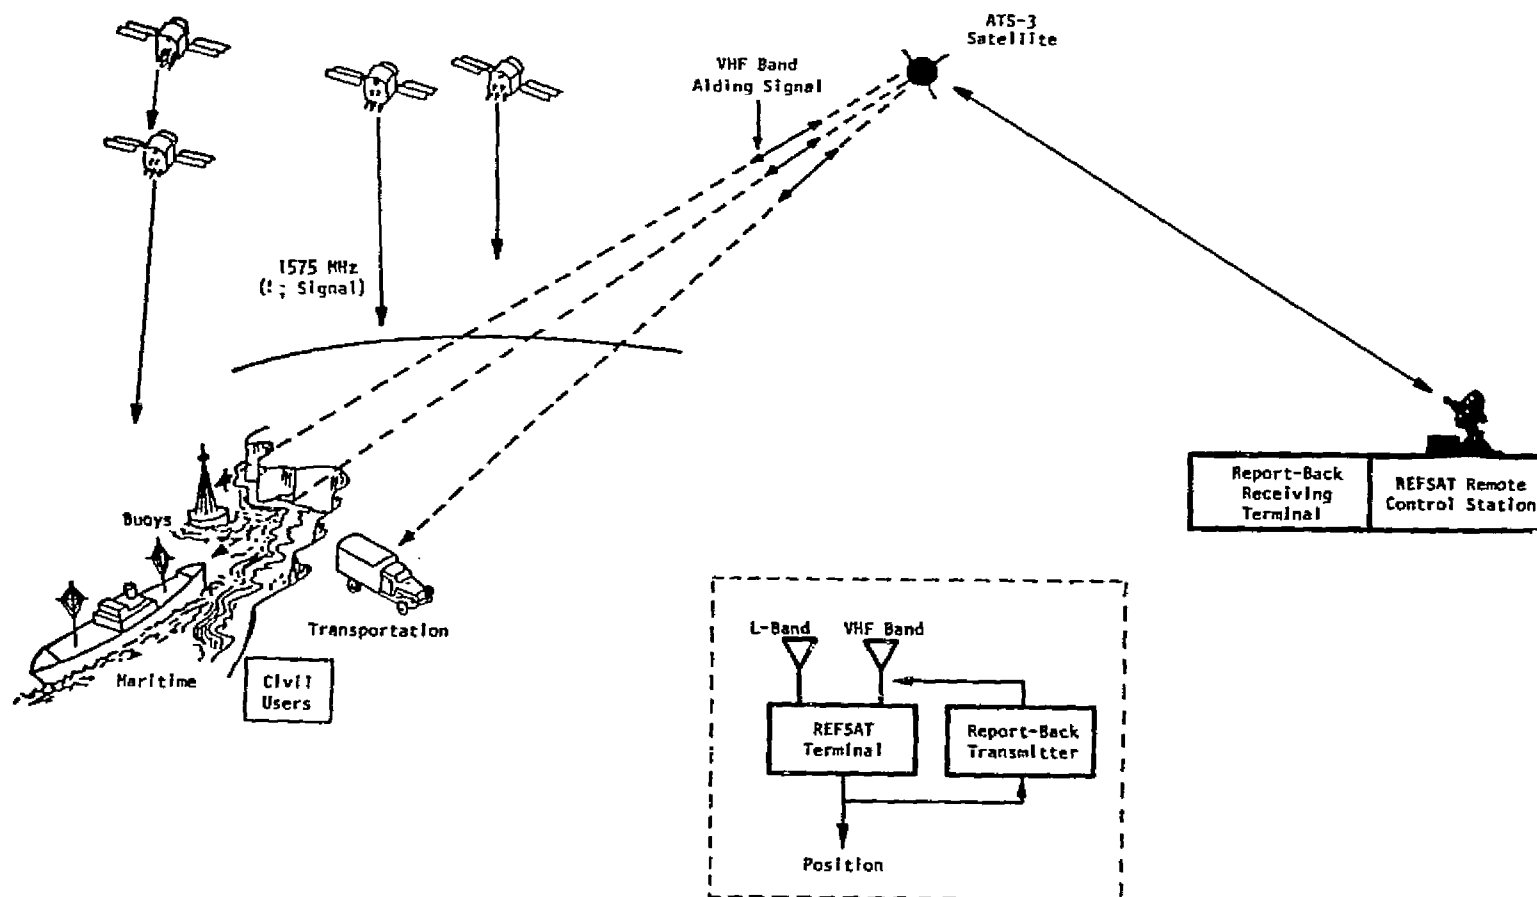 ATS-3
Satellite
VHF Band
Aiding Signal
1575 MHz
Signal)
Buoys
Transportation
Maritime
Civil
Users
Report-Back
Receiving
Terminal
REFSAT Remote
Control Station
L-Band
VHF Band
REFSAT
Terminal
Report-Back
Transmitter
Position